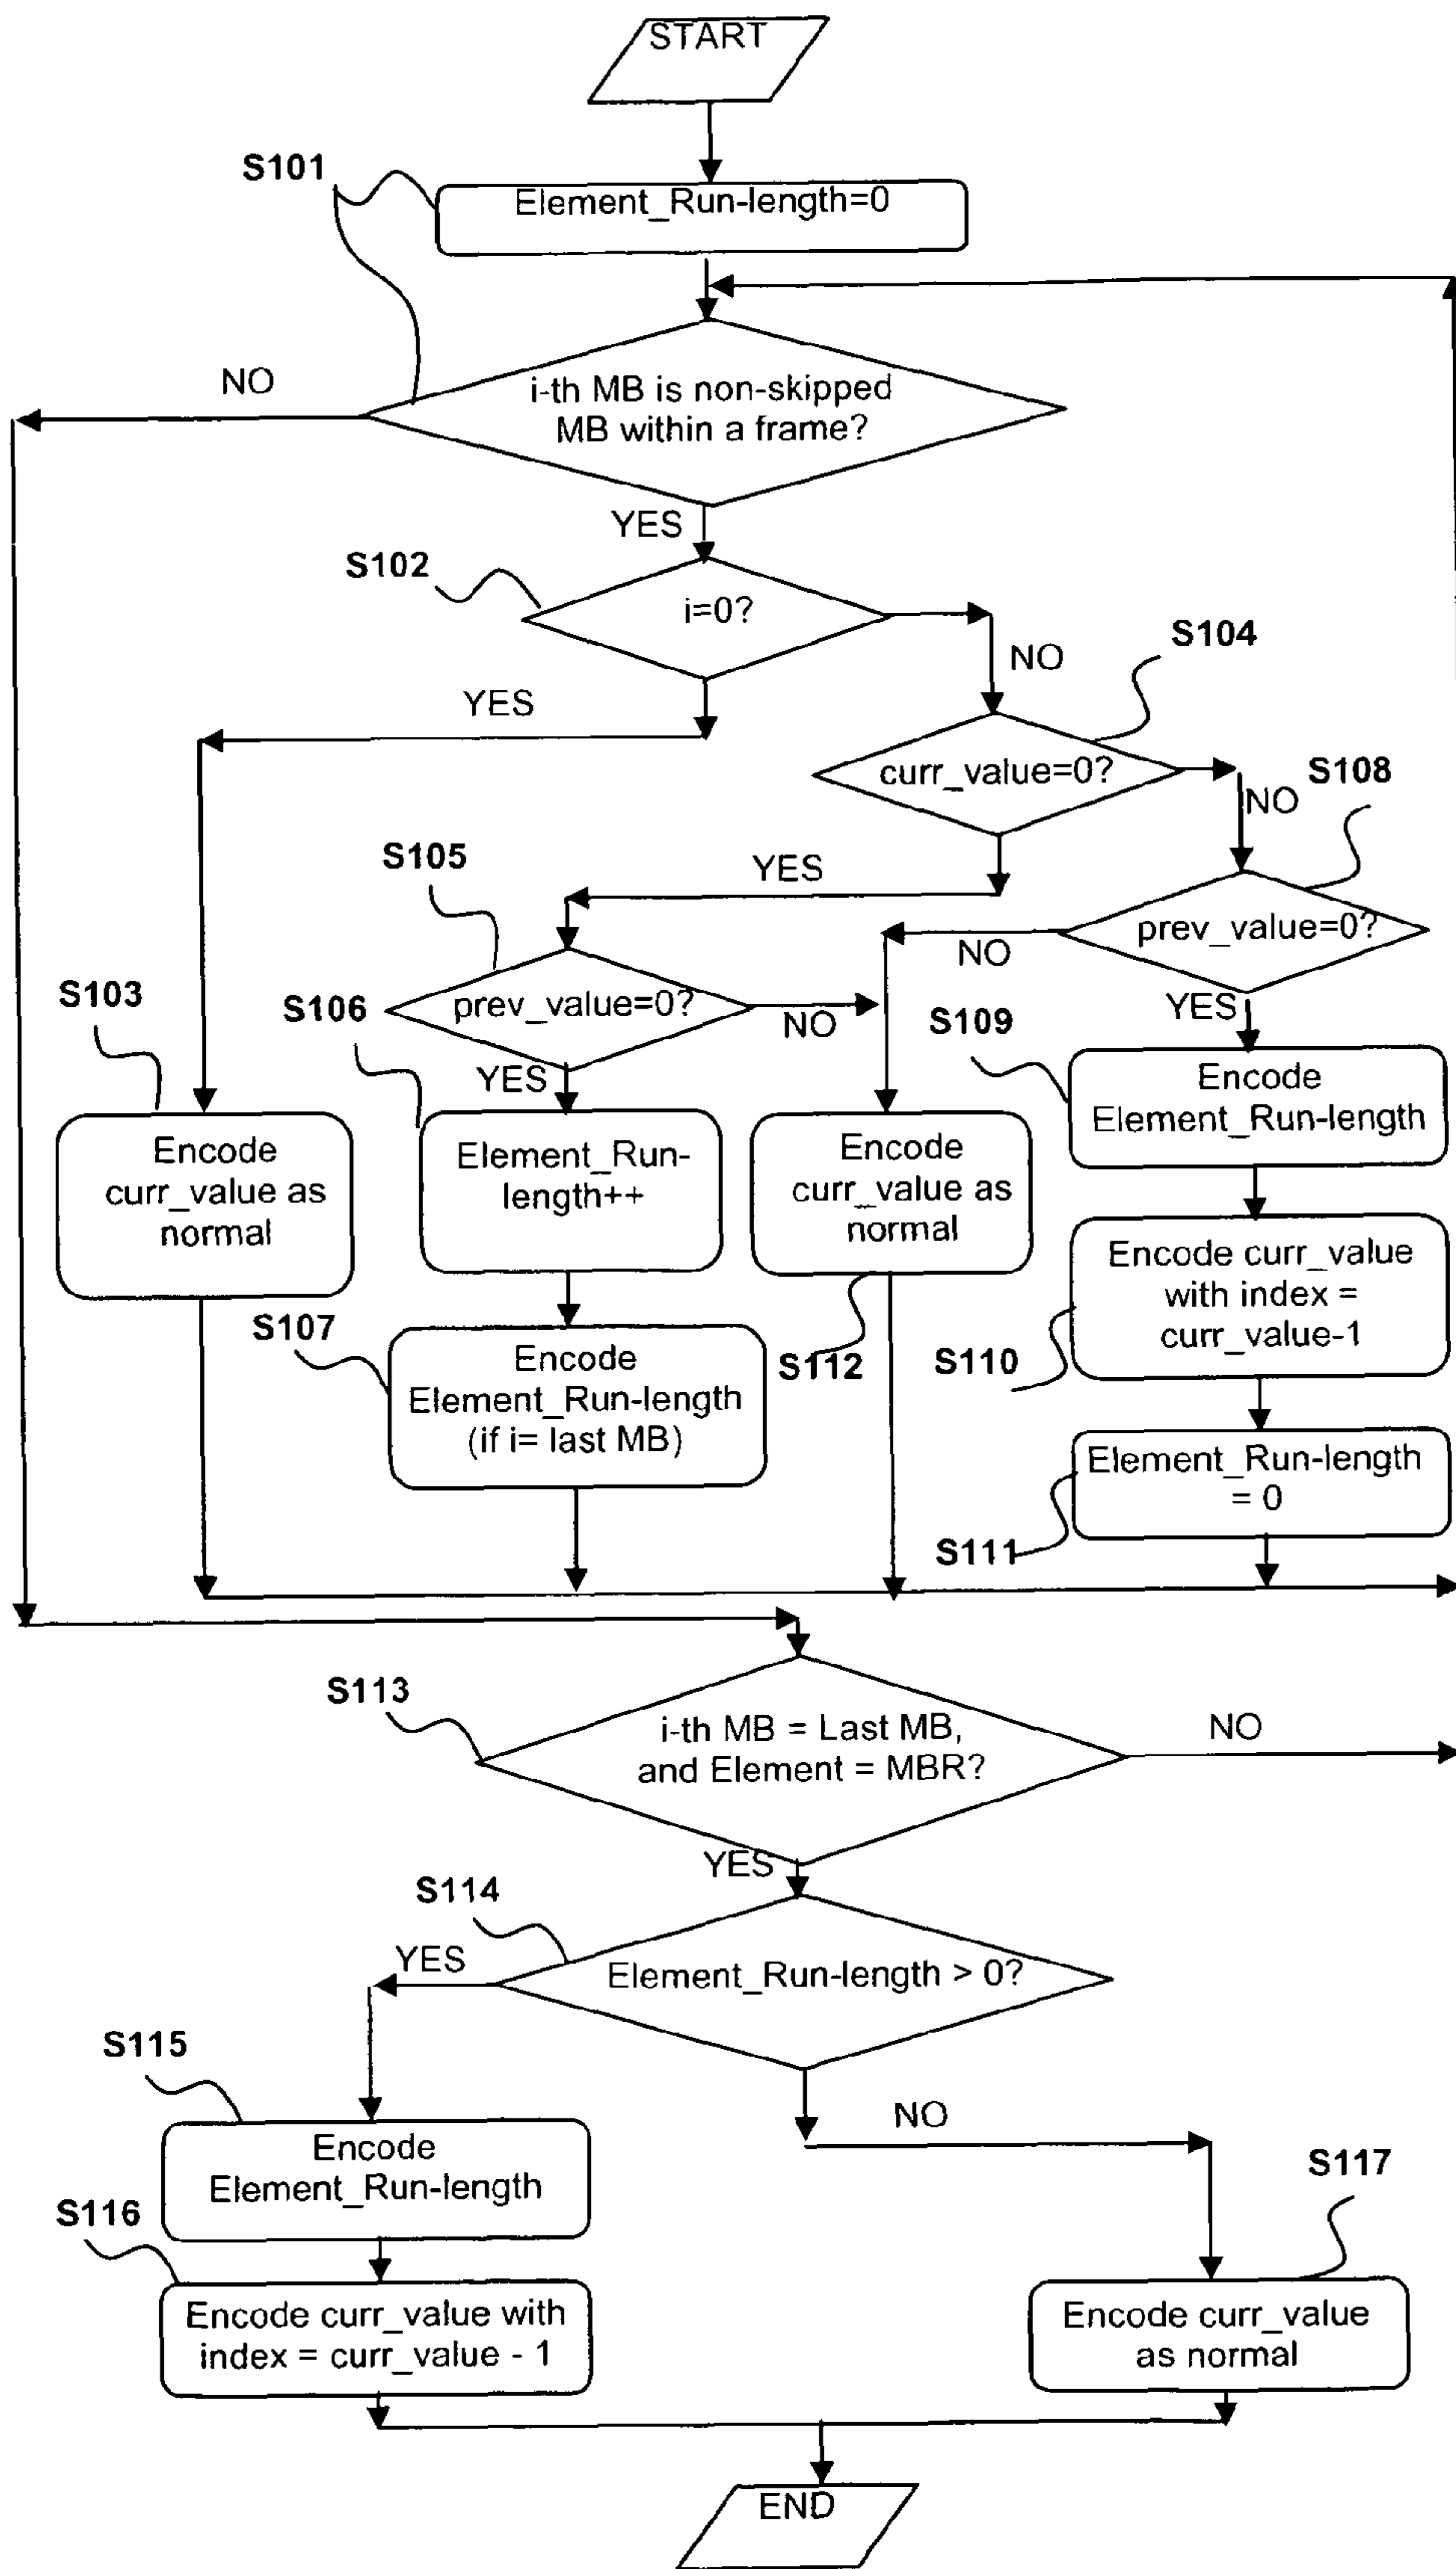 START
S101
Element_Run-length=0
NO
i-th MB is non-skipped
MB within a frame?
YES
S102
i=0?
NO
S104
YES
curr_value=0?
S108
NO
S105
YES
prev_value=0?
NO
S103
S106
prev_value=0?
NO
YES
S109
YES
Encode
Element_Run-length
Encode
curr_value as
normal
Element_Run-
length++
Encode
curr_value as
normal
Encode curr_value
with index =
curr_value-1
S107
Encode
Element_Run-length
(if i= last MB)
S112
S110
Element_Run-length
= 0
S111
S113
i-th MB = Last MB,
and Element = MBR?
NO
YES
S114
YES
Element_Run-length > 0?
S115
NO
Encode
Element_Run-length
S117
S116
Encode curr_value with
index = curr_value - 1
Encode curr_value
as normal
END